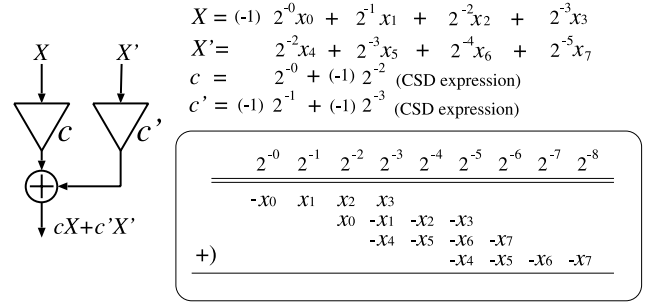 X = (-1) 2^-0 x0 + 2^-1 x1 + 2^-2 x2 + 2^-3 x3
X'= 2^-2 x4 + 2^-3 x5 + 2^-4 x6 + 2^-5 x7
c = 2^-0 + (-1) 2^-2 (CSD expression)
c' = (-1) 2^-1 + (-1) 2^-3 (CSD expression)
X X'
c c'
cX+c'X'
2^-0 2^-1 2^-2 2^-3 2^-4 2^-5 2^-6 2^-7 2^-8
-x0 x1 x2 x3
x0 -x1 -x2 -x3
-x4 -x5 -x6 -x7
+) -x4 -x5 -x6 -x7